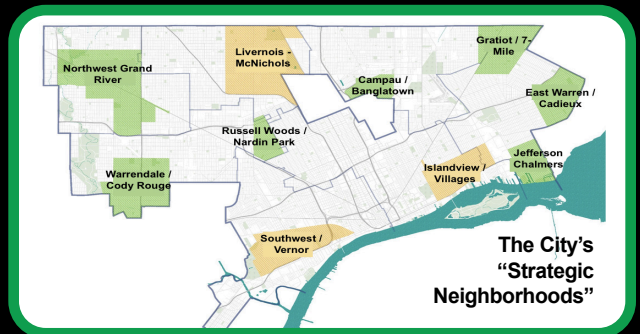 Gratiot / 7-
Mile
Livernois -
McNichols
Northwest Grand
River
Campau /
Banglatown
East Warren /
Cadieux
Russell Woods /
Nardin Park
Jefferson
Chalmers
Islandview /
Villages
Warrendale /
Cody Rouge
Southwest /
Vernor
The City's
“Strategic
Neighborhoods”